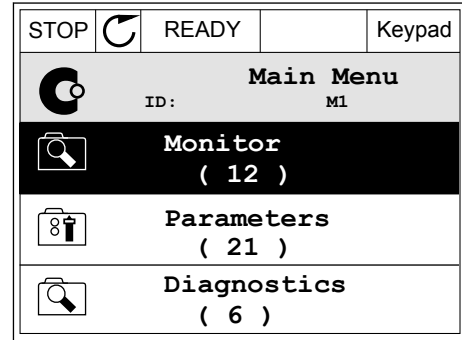 STOP READY Keypad
Main Menu
ID: M1
Monitor
( 12 )
Parameters
( 21 )
Diagnostics
( 6 )